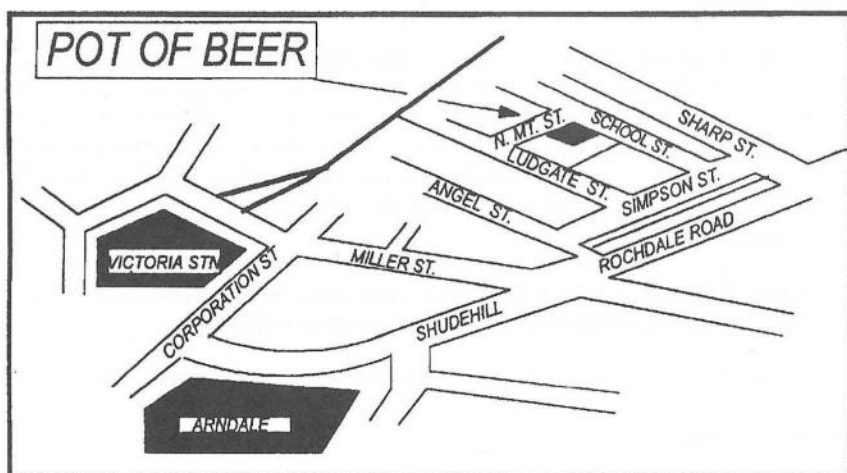 POT OF BEER
N. MT. ST.
SCHOOL ST.
SHARP ST.
LUDGATE ST.
SIMPSON ST.
ANGEL ST.
ROCHDALE ROAD
MILLER ST.
VICTORIA STN
CORPORATION ST
SHUDEHILL
ARNDALE